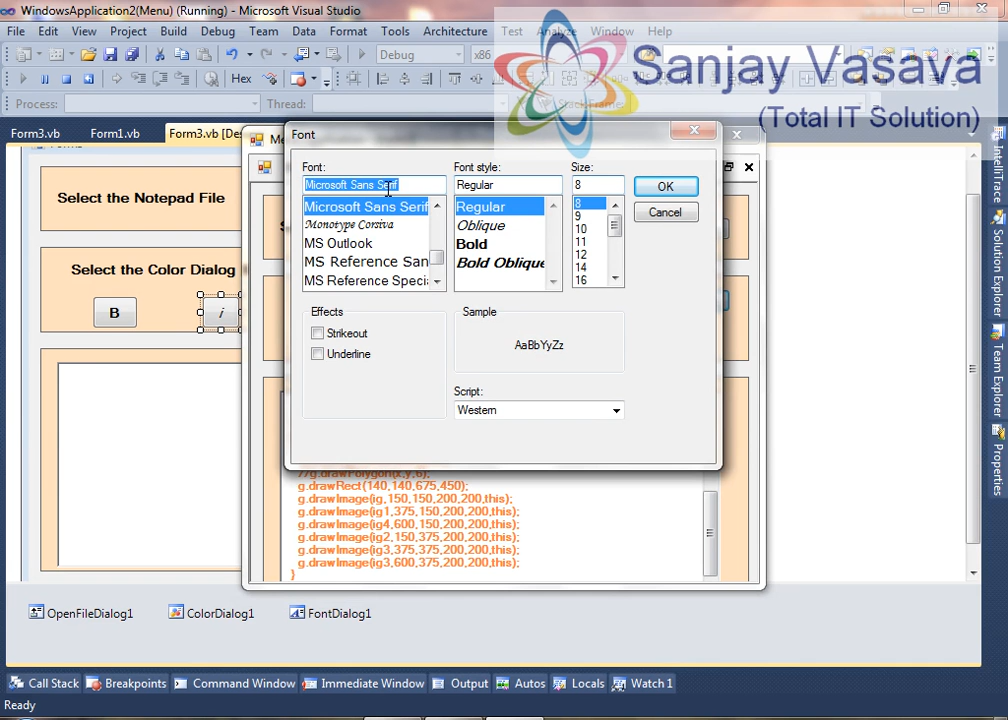 WindowsApplication2(Menu) (Running) - Microsoft Visual Studio
File Edit View Project Build Debug Team Data Format Tools Architecture Test Analyze Window Help
Debug x86
Hex
Process: Thread: Stack Frame:
Sanjay Vasava
(Total IT Solution)
Form3.vb Form1.vb Form3.vb [Des
Font
Font: Font style: Size:
Microsoft Sans Serif Regular 8 OK
Microsoft Sans Serif Regular 8
Monotype Corsiva Oblique 9 Cancel
MS Outlook Bold 10
MS Reference San Bold Oblique 11
MS Reference Speci 12
14
16
Effects
Strikeout
Underline
Sample
AaBbYyZz
Script:
Western
Select the Notepad File
Select the Color Dialog
B i
g.drawRect(140,140,675,450);
g.drawImage(ig,150,150,200,200,this);
g.drawImage(ig1,375,150,200,200,this);
g.drawImage(ig4,600,150,200,200,this);
g.drawImage(ig2,150,375,200,200,this);
g.drawImage(ig3,375,375,200,200,this);
g.drawImage(ig3,600,375,200,200,this);
}
OpenFileDialog1 ColorDialog1 FontDialog1
IntelliTrace
Solution Explorer
Team Explorer
Properties
Call Stack Breakpoints Command Window Immediate Window Output Autos Locals Watch 1
Ready